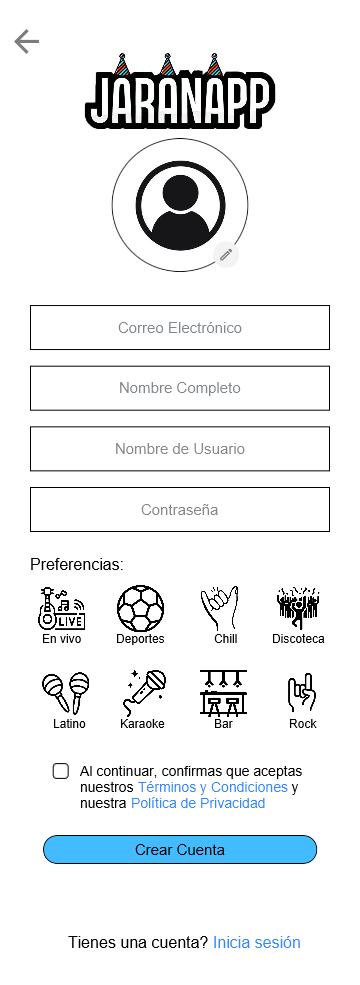 JARANAPP
Correo Electrónico
Nombre Completo
Nombre de Usuario
Contraseña
Preferencias:
LIVE
En vivo Deportes Chill Discoteca
Latino Karaoke Bar Rock
Al continuar, confirmas que aceptas
nuestros Términos y Condiciones y
nuestra Política de Privacidad
Crear Cuenta
Tienes una cuenta? Inicia sesión